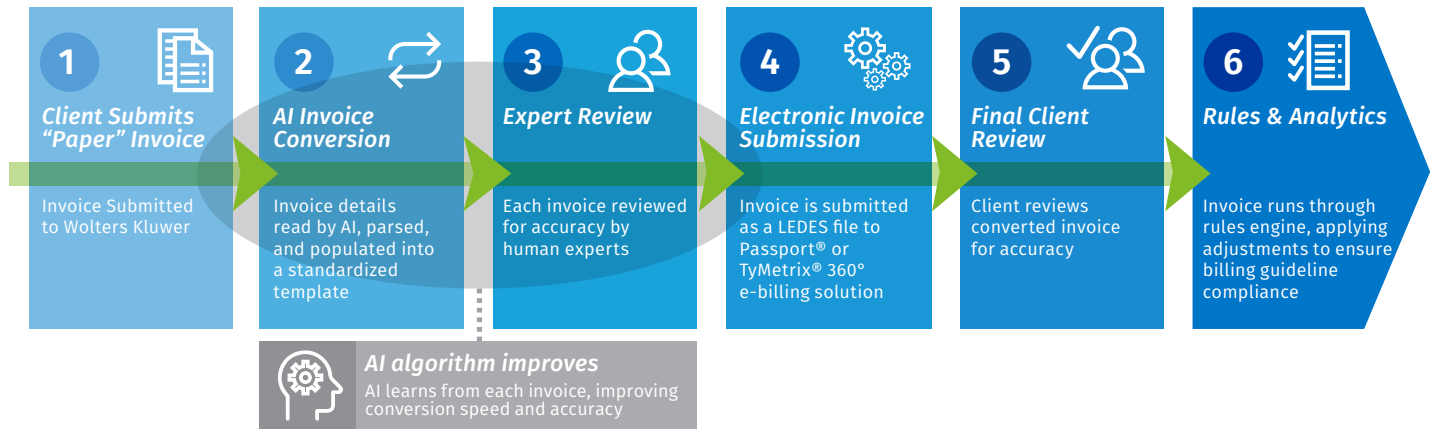 1
Client Submits
“Paper” Invoice
Invoice Submitted
to Wolters Kluwer
2
AI Invoice
Conversion
Invoice details
read by AI, parsed,
and populated into
a standardized
template
3
Expert Review
Each invoice reviewed
for accuracy by
human experts
4
Electronic Invoice
Submission
Invoice is submitted
as a LEDES file to
Passport® or
TyMetrix® 360°
e-billing solution
5
Final Client
Review
Client reviews
converted invoice
for accuracy
6
Rules & Analytics
Invoice runs through
rules engine, applying
adjustments to ensure
billing guideline
compliance
AI algorithm improves
AI learns from each invoice, improving
conversion speed and accuracy